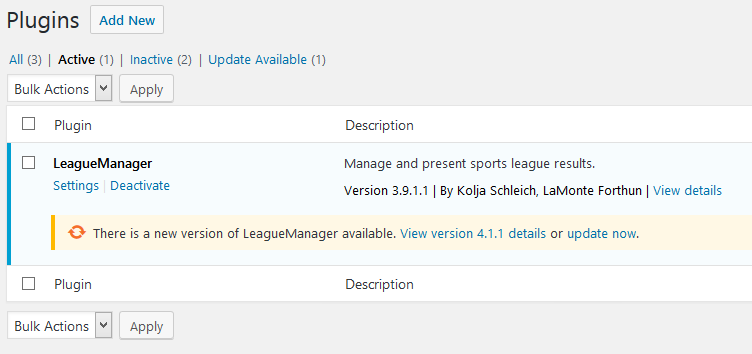 Plugins Add New
All (3) | Active (1) | Inactive (2) | Update Available (1)
Bulk Actions Apply
Plugin Description
LeagueManager Manage and present sports league results.
Settings | Deactivate Version 3.9.1.1 | By Kolja Schleich, LaMonte Forthun | View details
There is a new version of LeagueManager available. View version 4.1.1 details or update now.
Plugin Description
Bulk Actions Apply